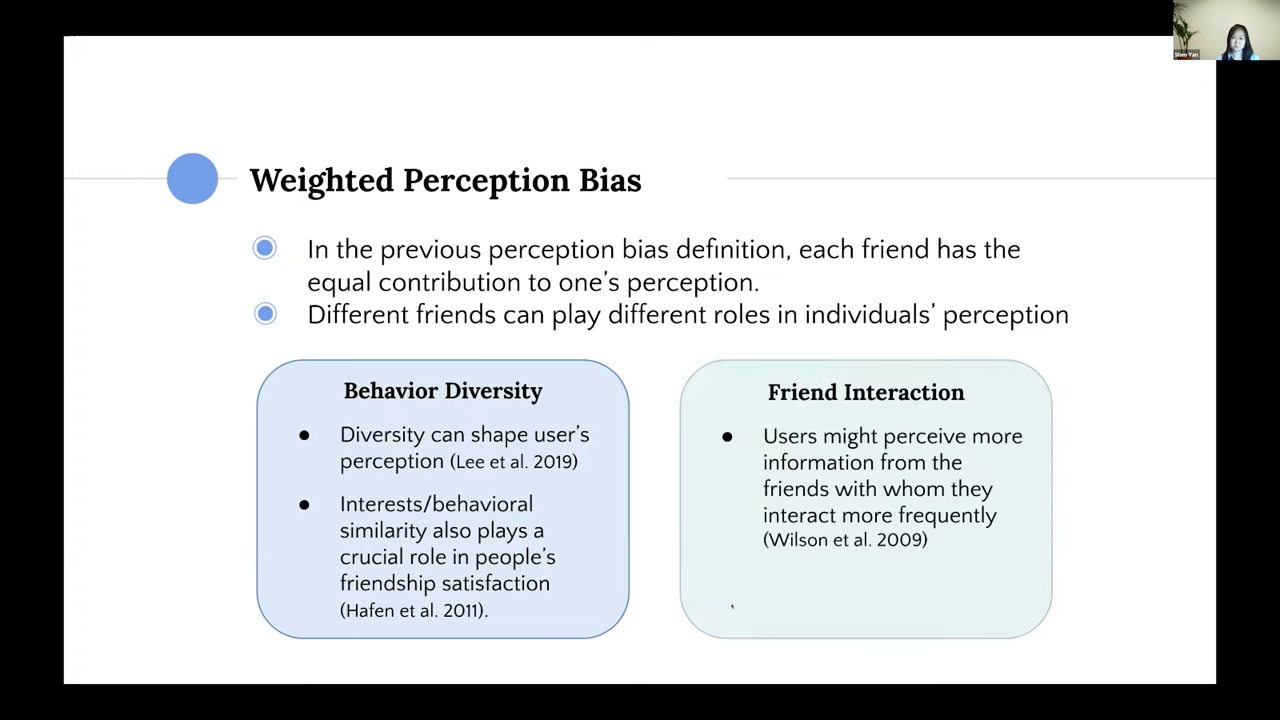 Shen Yan
Weighted Perception Bias
In the previous perception bias definition, each friend has the
equal contribution to one's perception.
Different friends can play different roles in individuals' perception
Behavior Diversity
Diversity can shape user's
perception (Lee et al. 2019)
Interests/behavioral
similarity also plays a
crucial role in people's
friendship satisfaction
(Hafen et al. 2011).
Friend Interaction
Users might perceive more
information from the
friends with whom they
interact more frequently
(Wilson et al. 2009)